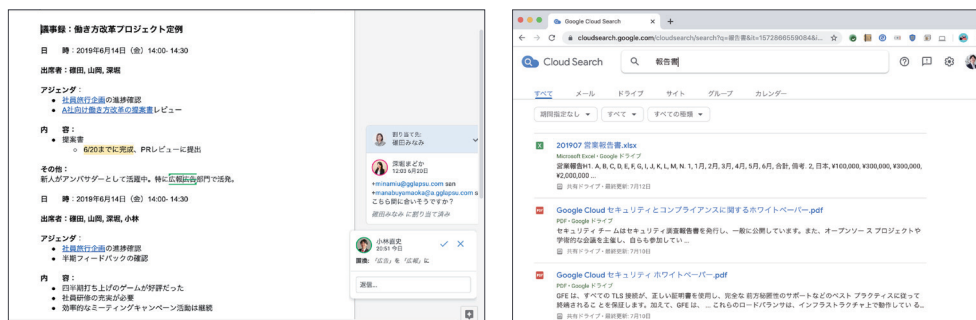 議事録：働き方改革プロジェクト定例
日　時：2019年6月14日（金）14:00- 14:30
出席者：碓田, 山岡, 深堀
アジェンダ：
● 社員旅行企画の進捗確認
● A社向け働き方改革の提案書レビュー
内　容：
● 提案書
○ 6/20までに完成、PRレビューに提出
その他：
新人がアンバサダーとして活躍中。特に広報広告部門で活発。
日　時：2019年6月14日（金）14:00- 14:30
出席者：碓田, 山岡, 深堀, 小林
アジェンダ：
● 社員旅行企画の進捗確認
● 半期フィードバックの確認
内　容：
● 四半期打ち上げのゲームが好評だった
● 社員研修の充実が必要
● 効率的なミーティングキャンペーン活動は継続
割り当て先:
碓田みなみ
深堀まどか
12:03 6月20日
+minamiu@gglapsu.com san
+manabuyamaoka@a.gglapsu.com s
こちら間に合いそうですか？
碓田みなみ に割り当て済み
小林直史
20:51 今日
置換: 「広告」を「広報」に
返信...
Google Cloud Search
cloudsearch.google.com/cloudsearch/search?q=報告書&it=1572866559084&i...
Cloud Search
報告書
すべて　メール　ドライブ　サイト　グループ　カレンダー
期間指定なし　すべて　すべての種類
201907 営業報告書.xlsx
Microsoft Excel • Google ドライブ
営業報告H1. A, B, C, D, E, F, G, I, J, K, L, M, N. 1, 1月, 2月, 3月, 4月, 5月, 6月, 合計, 備考. 2, 日本, ¥100,000, ¥300,000, ¥300,000,
¥2,000,000 ...
共有ドライブ • 最終更新: 7月12日
Google Cloud セキュリティとコンプライアンスに関するホワイトペーパー.pdf
PDF • Google ドライブ
セキュリティ チームはセキュリティ調査報告書を発行し、一般に公開しています。また、オープンソース プロジェクトや
学術的な会議を主催し、自らも参加してい ...
共有ドライブ • 最終更新: 7月10日
Google Cloud セキュリティ ホワイトペーパー.pdf
PDF • Google ドライブ
GFE は、すべての TLS 接続が、正しい証明書を使用し、完全な 前方秘匿性のサポートなどのベスト プラクティスに従って
終端されるこ とを保証します。加えて、GFE は、 ... これらのロードバランサは、インフラストラクチャ上で動作している...
共有ドライブ • 最終更新: 7月10日